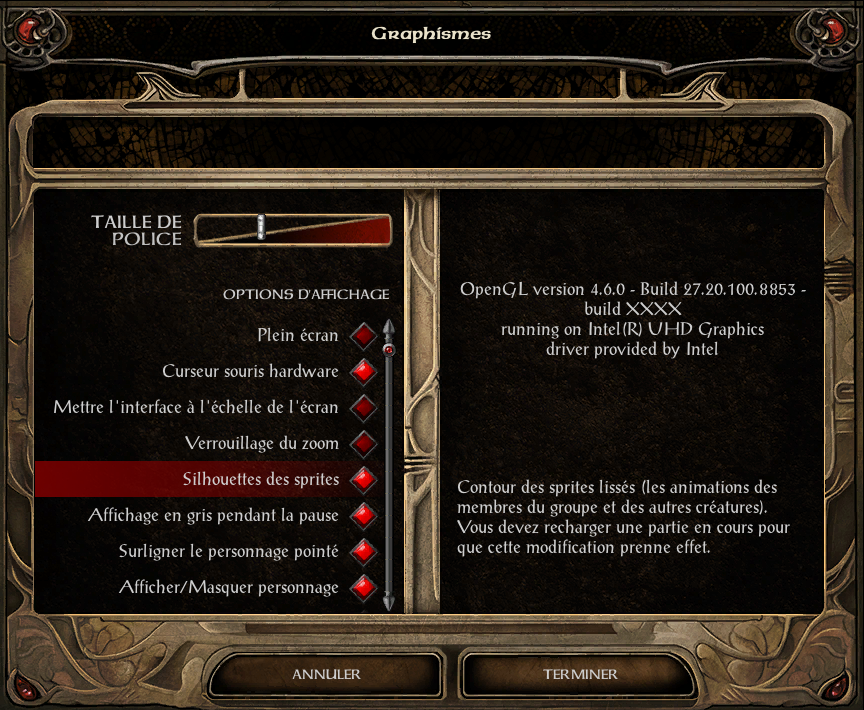 Graphismes
TAILLE DE
POLICE
OPTIONS D'AFFICHAGE
Plein écran
Curseur souris hardware
Mettre l'interface à l'échelle de l'écran
Verrouillage du zoom
Silhouettes des sprites
Affichage en gris pendant la pause
Surligner le personnage pointé
Afficher/Masquer personnage
OpenGL version 4.6.0 - Build 27.20.100.8853 -
build XXXX
running on Intel(R) UHD Graphics
driver provided by Intel
Contour des sprites lissés (les animations des
membres du groupe et des autres créatures).
Vous devez recharger une partie en cours pour
que cette modification prenne effet.
ANNULER
TERMINER